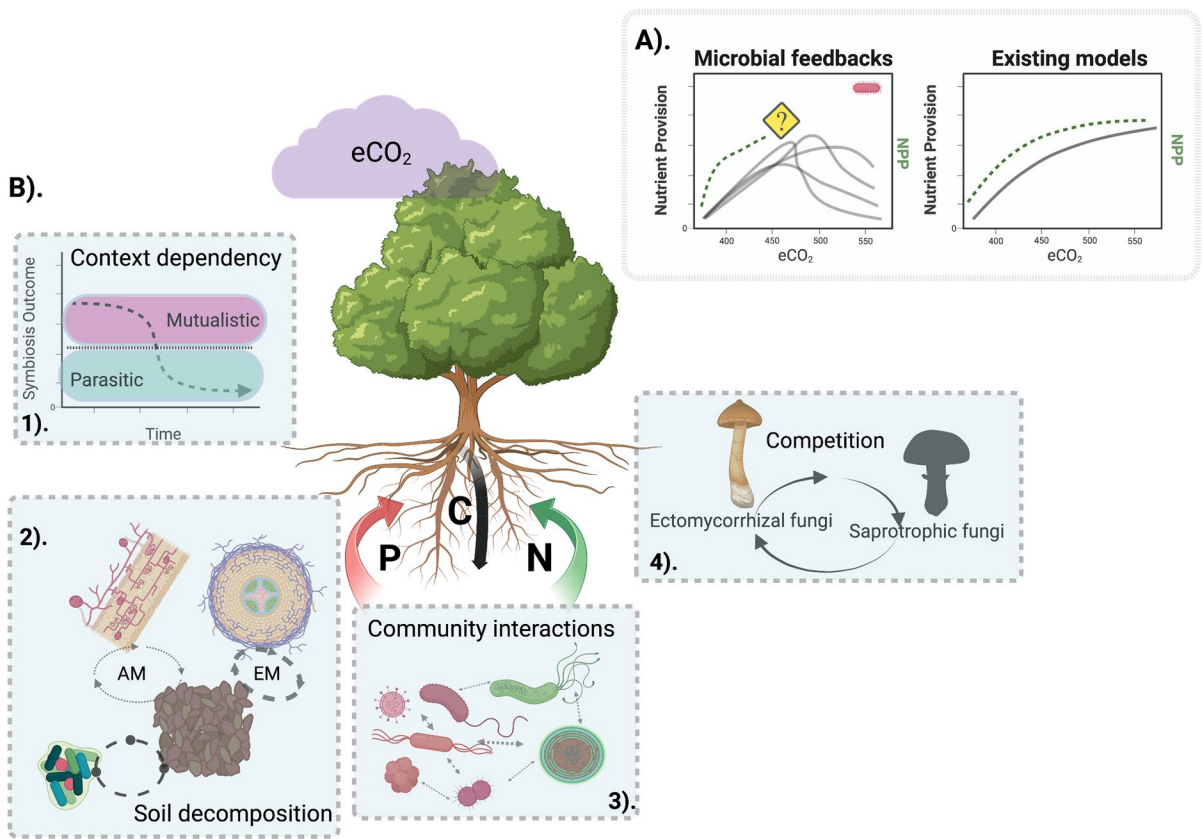 A).
Microbial feedbacks
Nutrient Provision
0
400
450
500
550
eCO₂
NPP
?
Existing models
Nutrient Provision
0
400
450
500
550
eCO₂
NPP
eCO₂
B).
Context dependency
Symbiosis Outcome
Mutualistic
Parasitic
0
1).
Time
C
P
N
Competition
Ectomycorrhizal fungi
Saprotrophic fungi
4).
2).
AM
EM
Soil decomposition
Community interactions
3).